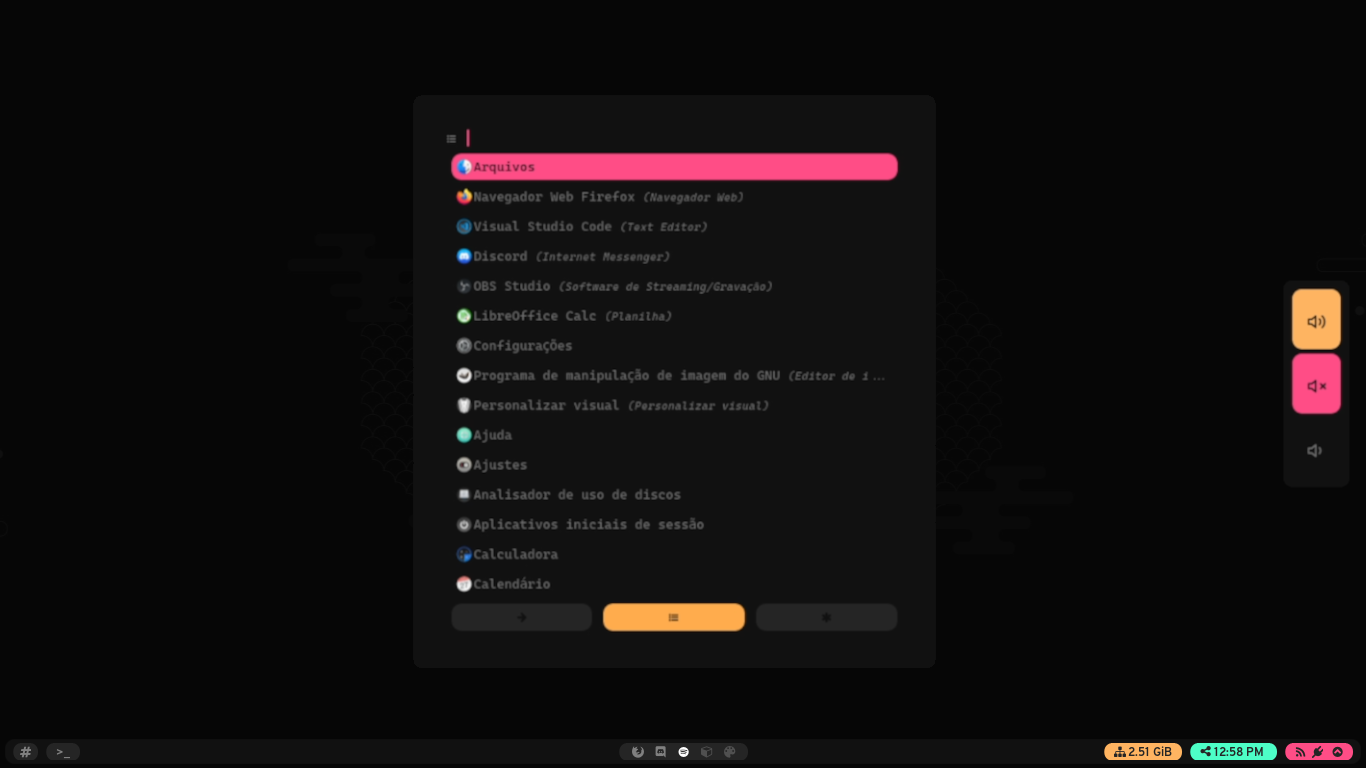 Arquivos
Navegador Web Firefox (Navegador Web)
Visual Studio Code (Text Editor)
Discord (Internet Messenger)
OBS Studio (Software de Streaming/Gravação)
LibreOffice Calc (Planilha)
Configurações
Programa de manipulação de imagem do GNU (Editor de i...
Personalizar visual (Personalizar visual)
Ajuda
Ajustes
Analisador de uso de discos
Aplicativos iniciais de sessão
Calculadora
Calendário
# >_ 2.51 GiB 12:58 PM